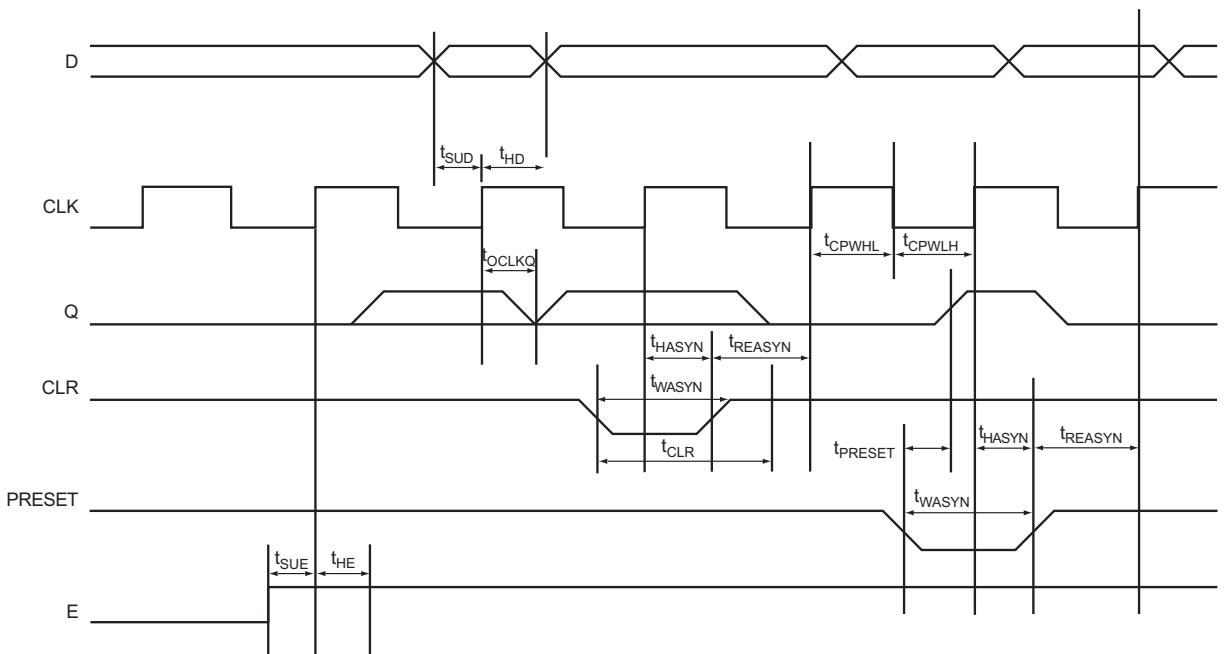 D
tSUD
tHD
CLK
tCPWHL
tCPWLH
tOCLKQ
Q
tHASYN
tREASYN
CLR
tWASYN
tCLR
tPRESET
tHASYN
tREASYN
PRESET
tWASYN
tSUE
tHE
E